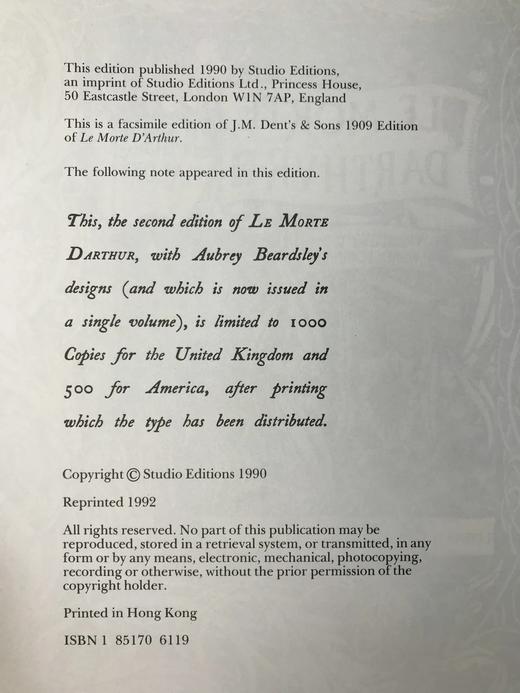 This edition published 1990 by Studio Editions,
an imprint of Studio Editions Ltd., Princess House,
50 Eastcastle Street, London W1N 7AP, England
This is a facsimile edition of J.M. Dent's & Sons 1909 Edition
of Le Morte D'Arthur.
The following note appeared in this edition.
This, the second edition of LE MORTE
DARTHUR, with Aubrey Beardsley's
designs (and which is now issued in
a single volume), is limited to 1000
Copies for the United Kingdom and
500 for America, after printing
which the type has been distributed.
Copyright © Studio Editions 1990
Reprinted 1992
All rights reserved. No part of this publication may be
reproduced, stored in a retrieval system, or transmitted, in any
form or by any means, electronic, mechanical, photocopying,
recording or otherwise, without the prior permission of the
copyright holder.
Printed in Hong Kong
ISBN 1 85170 6119